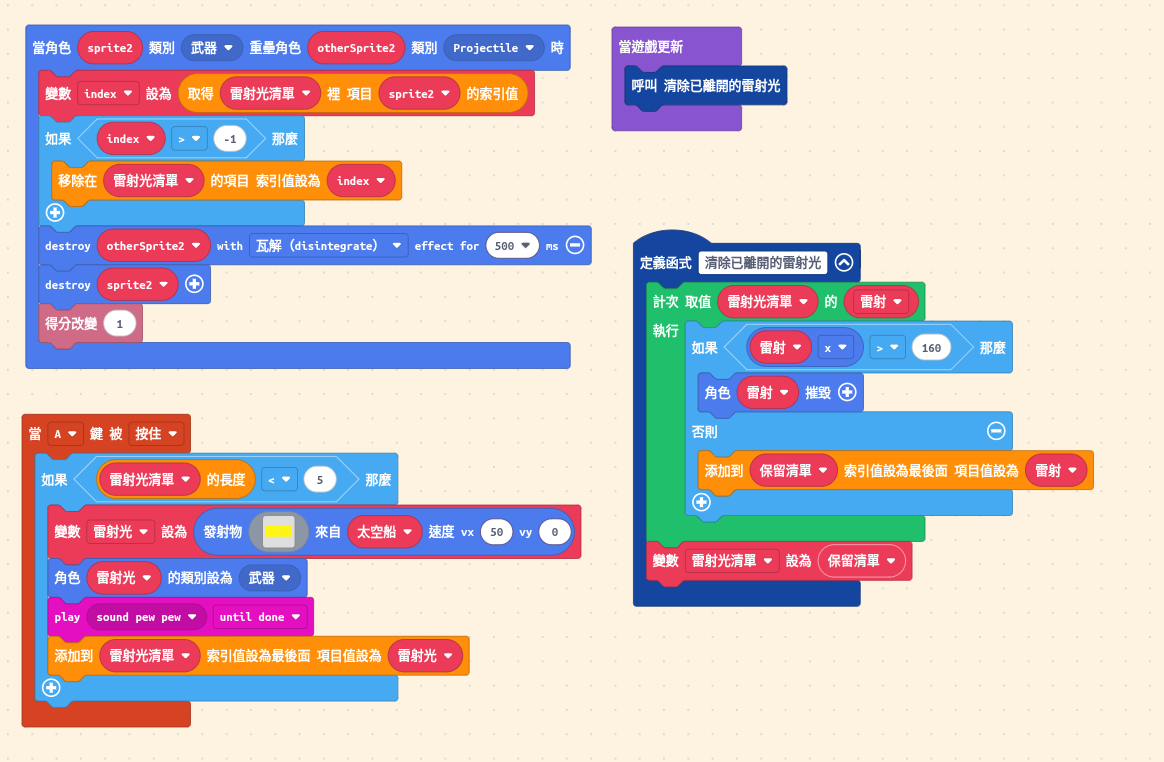 當角色 sprite2 類別 武器 重疊角色 otherSprite2 類別 Projectile 時
變數 index 設為 取得 雷射光清單 裡 項目 sprite2 的索引值
如果 index > -1 那麼
移除在 雷射光清單 的項目 索引值設為 index
destroy otherSprite2 with 瓦解 (disintegrate) effect for 500 ms
destroy sprite2
得分改變 1
當 A 鍵 被 按住
如果 雷射光清單 的長度 < 5 那麼
變數 雷射光 設為 發射物 來自 太空船 速度 vx 50 vy 0
角色 雷射光 的類別設為 武器
play sound pew pew until done
添加到 雷射光清單 索引值設為最後面 項目值設為 雷射光
當遊戲更新
呼叫 清除已離開的雷射光
定義函式 清除已離開的雷射光
計次 取值 雷射光清單 的 雷射
執行
如果 雷射 x > 160 那麼
角色 雷射 摧毀
否則
添加到 保留清單 索引值設為最後面 項目值設為 雷射
變數 雷射光清單 設為 保留清單